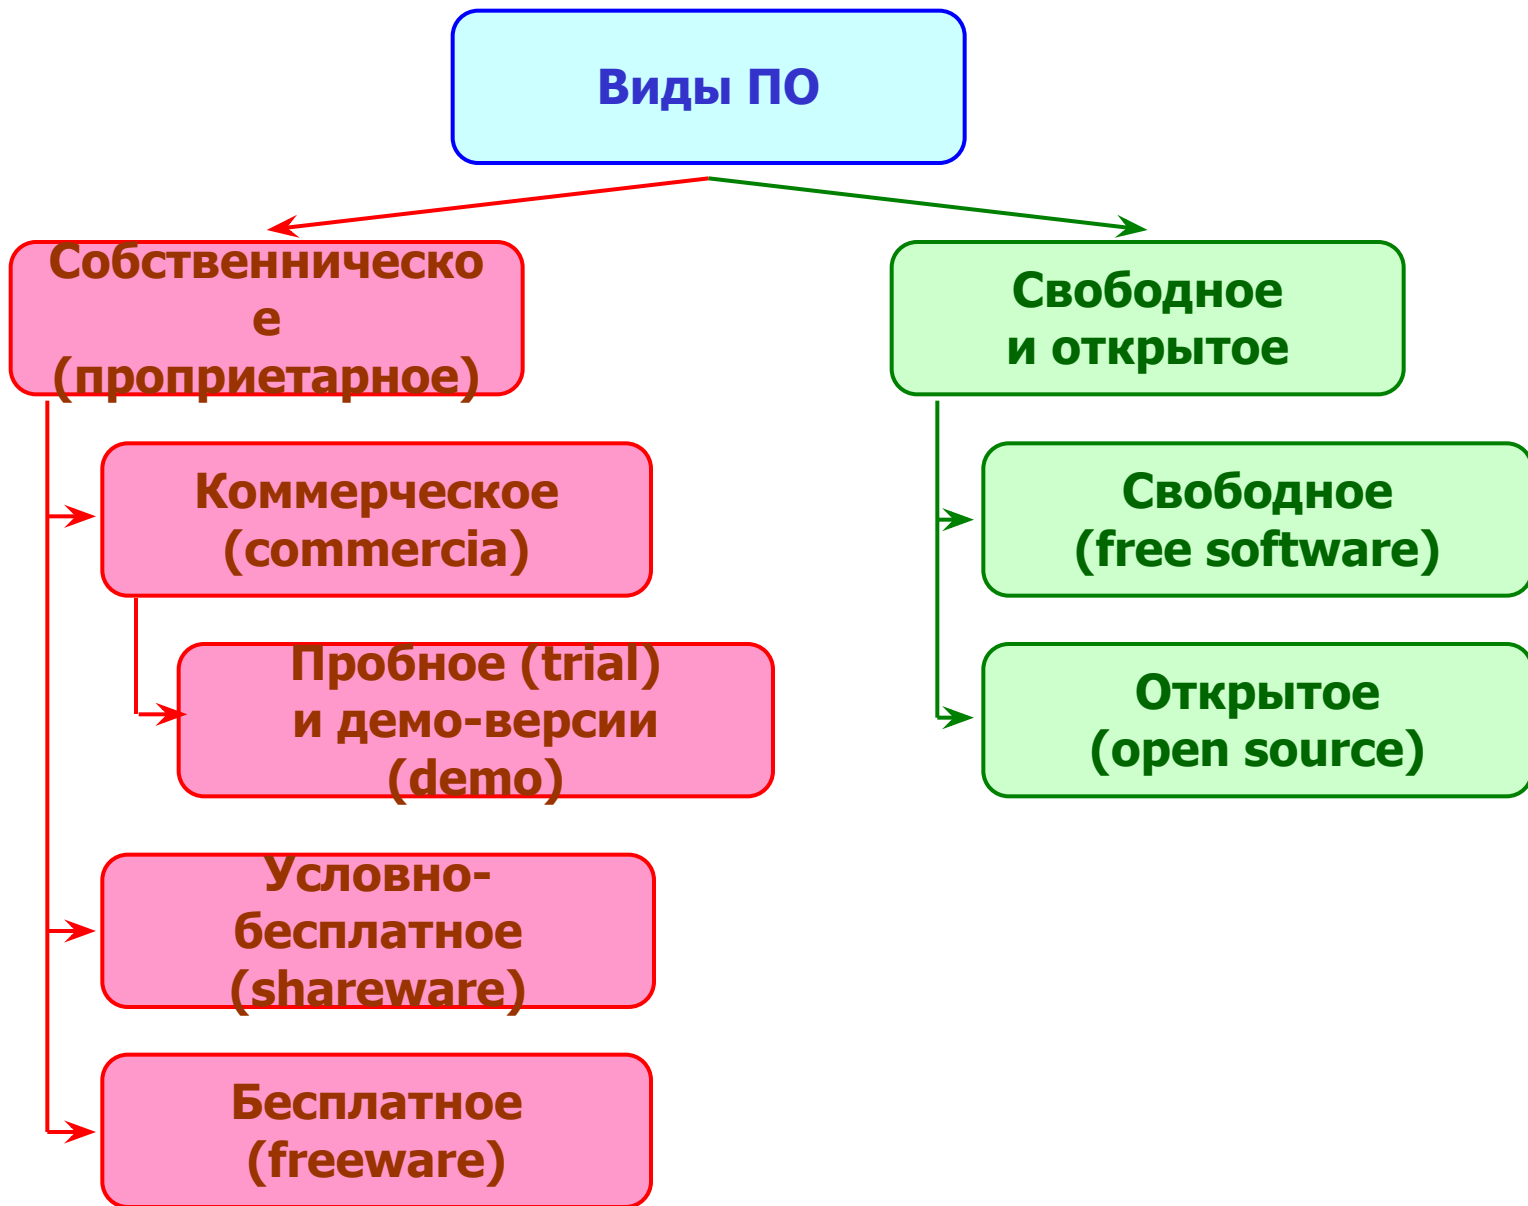 Виды ПО
Собственническо
е
(проприетарное)
Свободное
и открытое
Коммерческое
(commercia)
Свободное
(free software)
Пробное (trial)
и демо-версии
(demo)
Открытое
(open source)
Условно-
бесплатное
(shareware)
Бесплатное
(freeware)